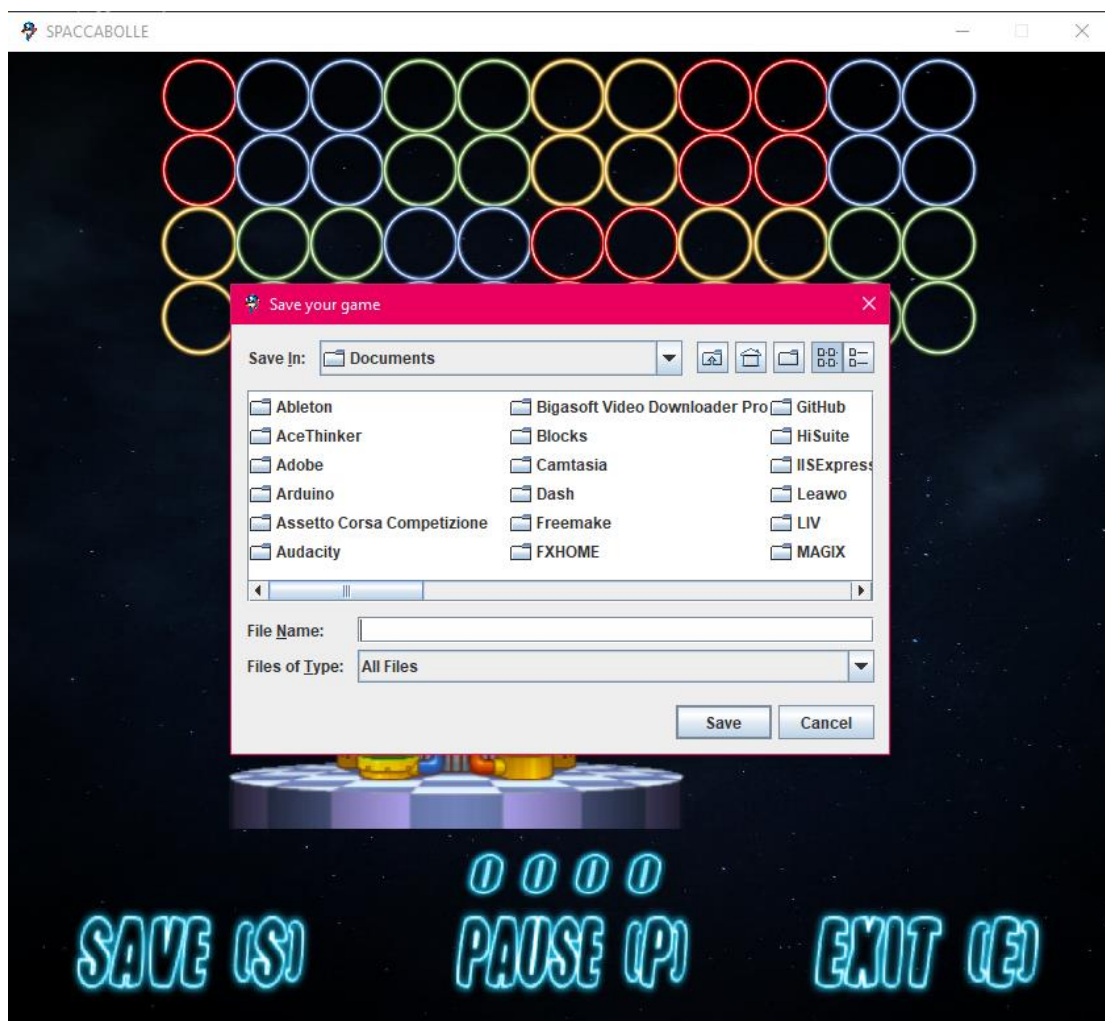 SPACCABOLLE
Save your game
Save In: Documents
Ableton Bigasoft Video Downloader Pro GitHub
AceThinker Blocks HiSuite
Adobe Camtasia IISExpress
Arduino Dash Leawo
Assetto Corsa Competizione Freemake LIV
Audacity FXHOME MAGIX
File Name:
Files of Type: All Files
Save Cancel
0000
SAVE (S) PAUSE (P) EXIT (E)